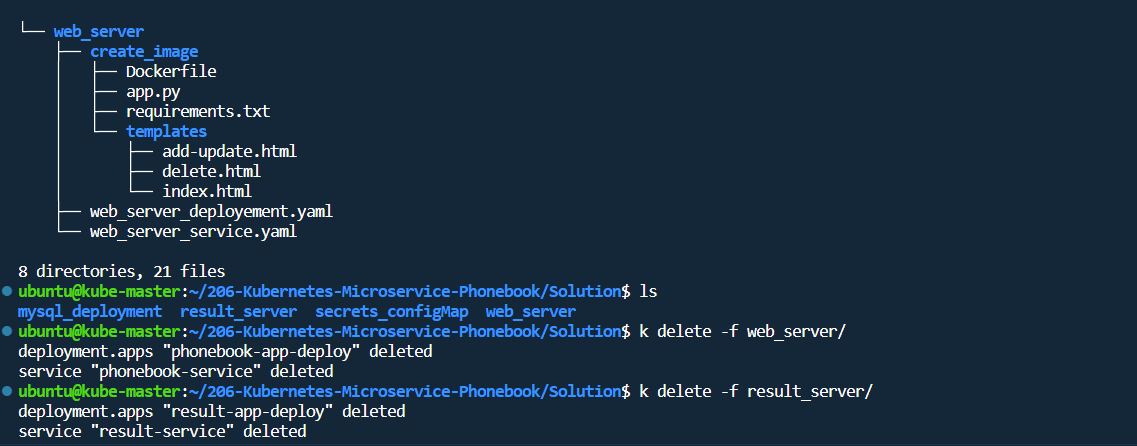 └── web_server
    ├── create_image
    │   ├── Dockerfile
    │   ├── app.py
    │   ├── requirements.txt
    │   └── templates
    │       ├── add-update.html
    │       ├── delete.html
    │       └── index.html
    ├── web_server_deployement.yaml
    └── web_server_service.yaml
8 directories, 21 files
ubuntu@kube-master:~/206-Kubernetes-Microservice-Phonebook/Solution$ ls
mysql_deployment  result_server  secrets_configMap  web_server
ubuntu@kube-master:~/206-Kubernetes-Microservice-Phonebook/Solution$ k delete -f web_server/
deployment.apps "phonebook-app-deploy" deleted
service "phonebook-service" deleted
ubuntu@kube-master:~/206-Kubernetes-Microservice-Phonebook/Solution$ k delete -f result_server/
deployment.apps "result-app-deploy" deleted
service "result-service" deleted